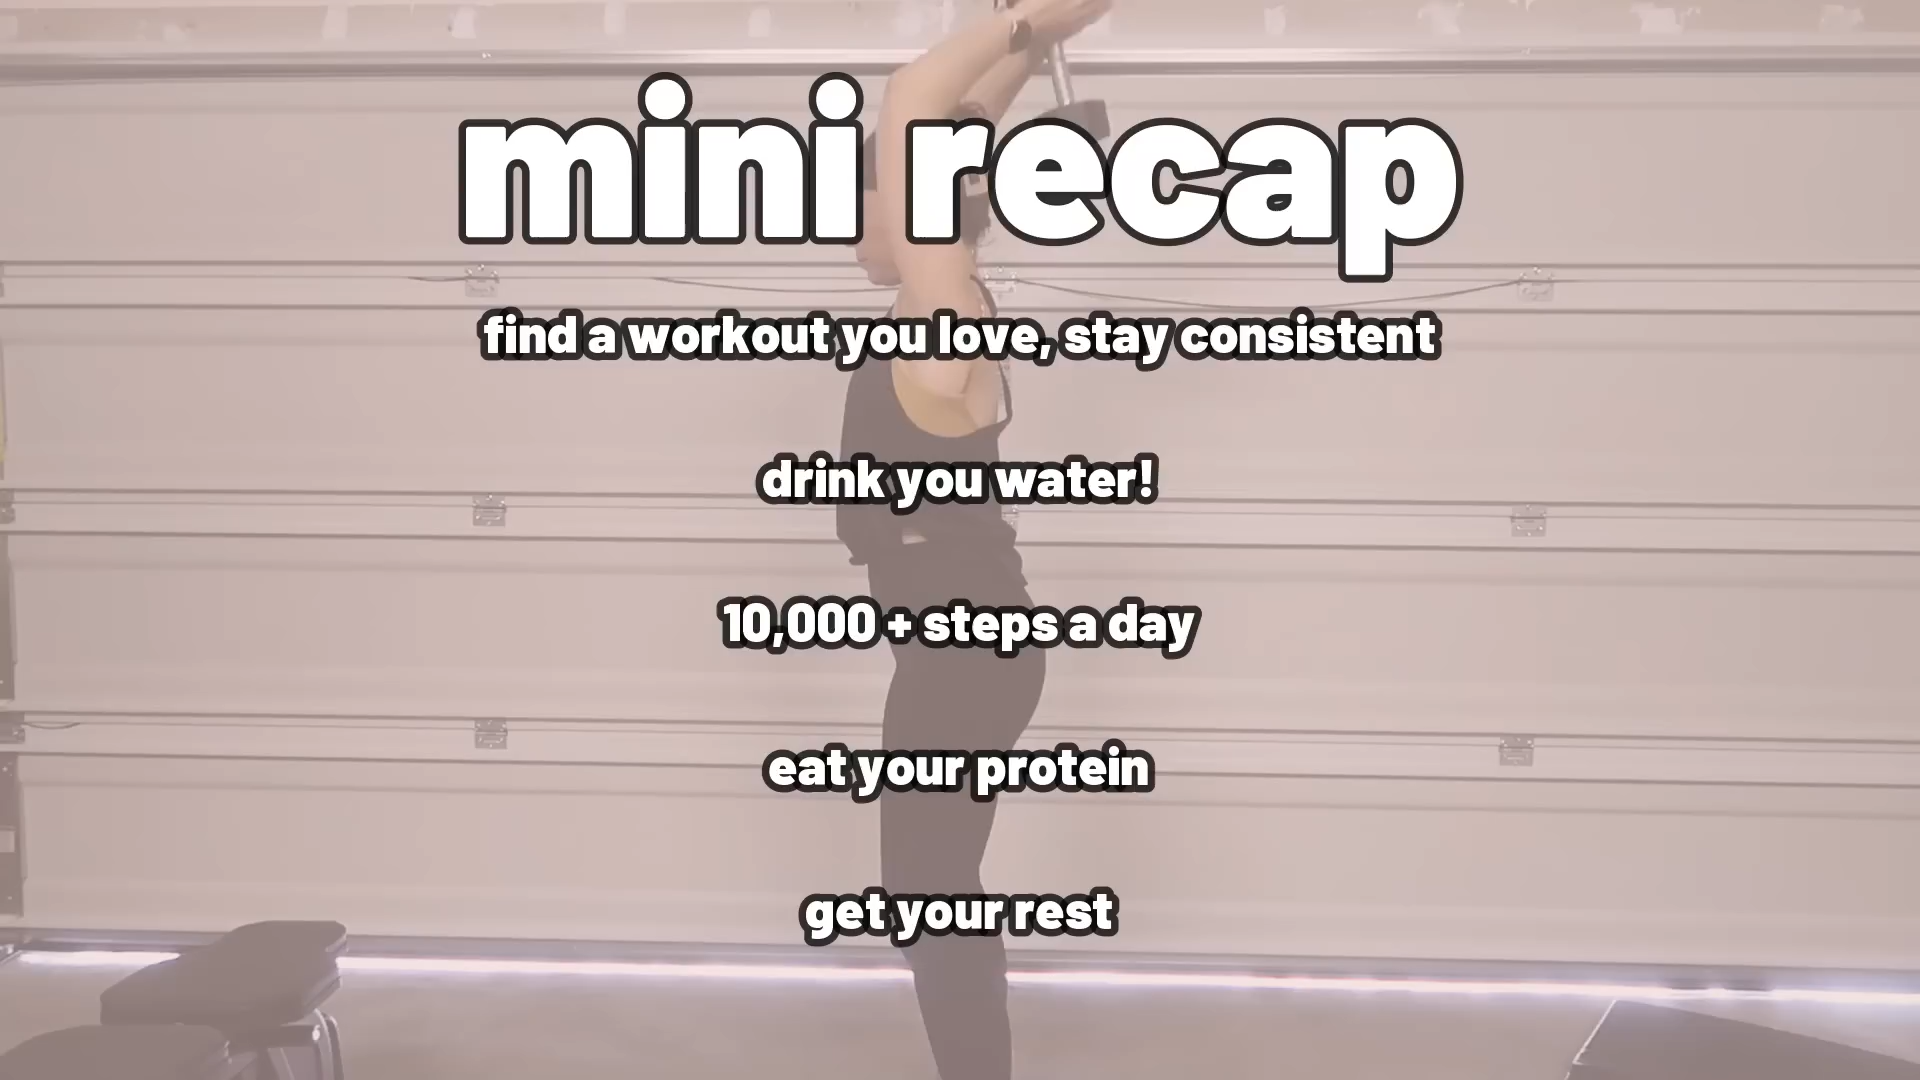 mini recap
find a workout you love, stay consistent
drink you water!
10,000 + steps a day
eat your protein
get your rest